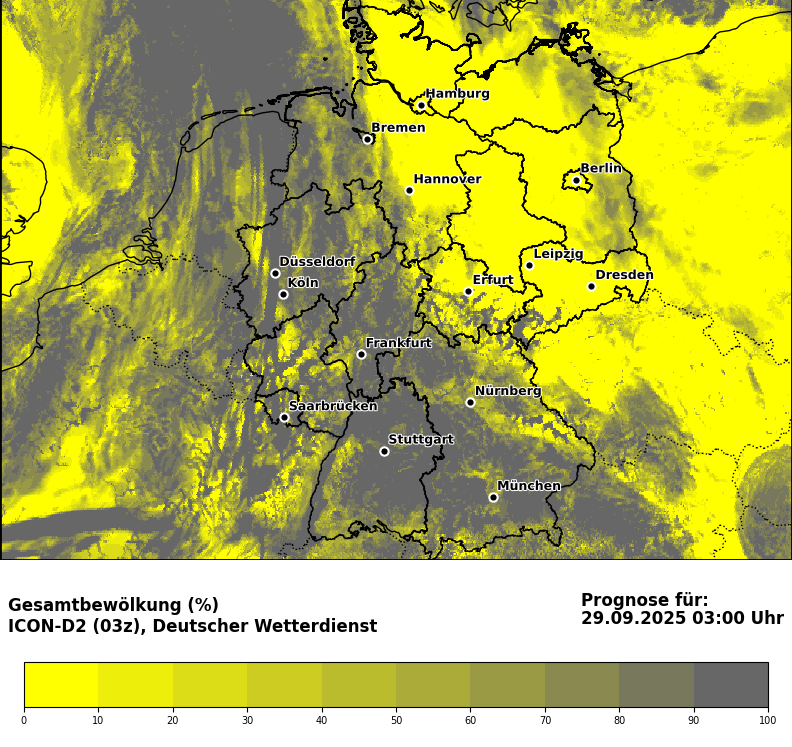 Hamburg
Bremen
Hannover
Berlin
Düsseldorf
Köln
Leipzig
Erfurt
Dresden
Frankfurt
Saarbrücken
Nürnberg
Stuttgart
München
Gesamtbewölkung (%)
ICON-D2 (03z), Deutscher Wetterdienst
Prognose für:
29.09.2025 03:00 Uhr
0 10 20 30 40 50 60 70 80 90 100